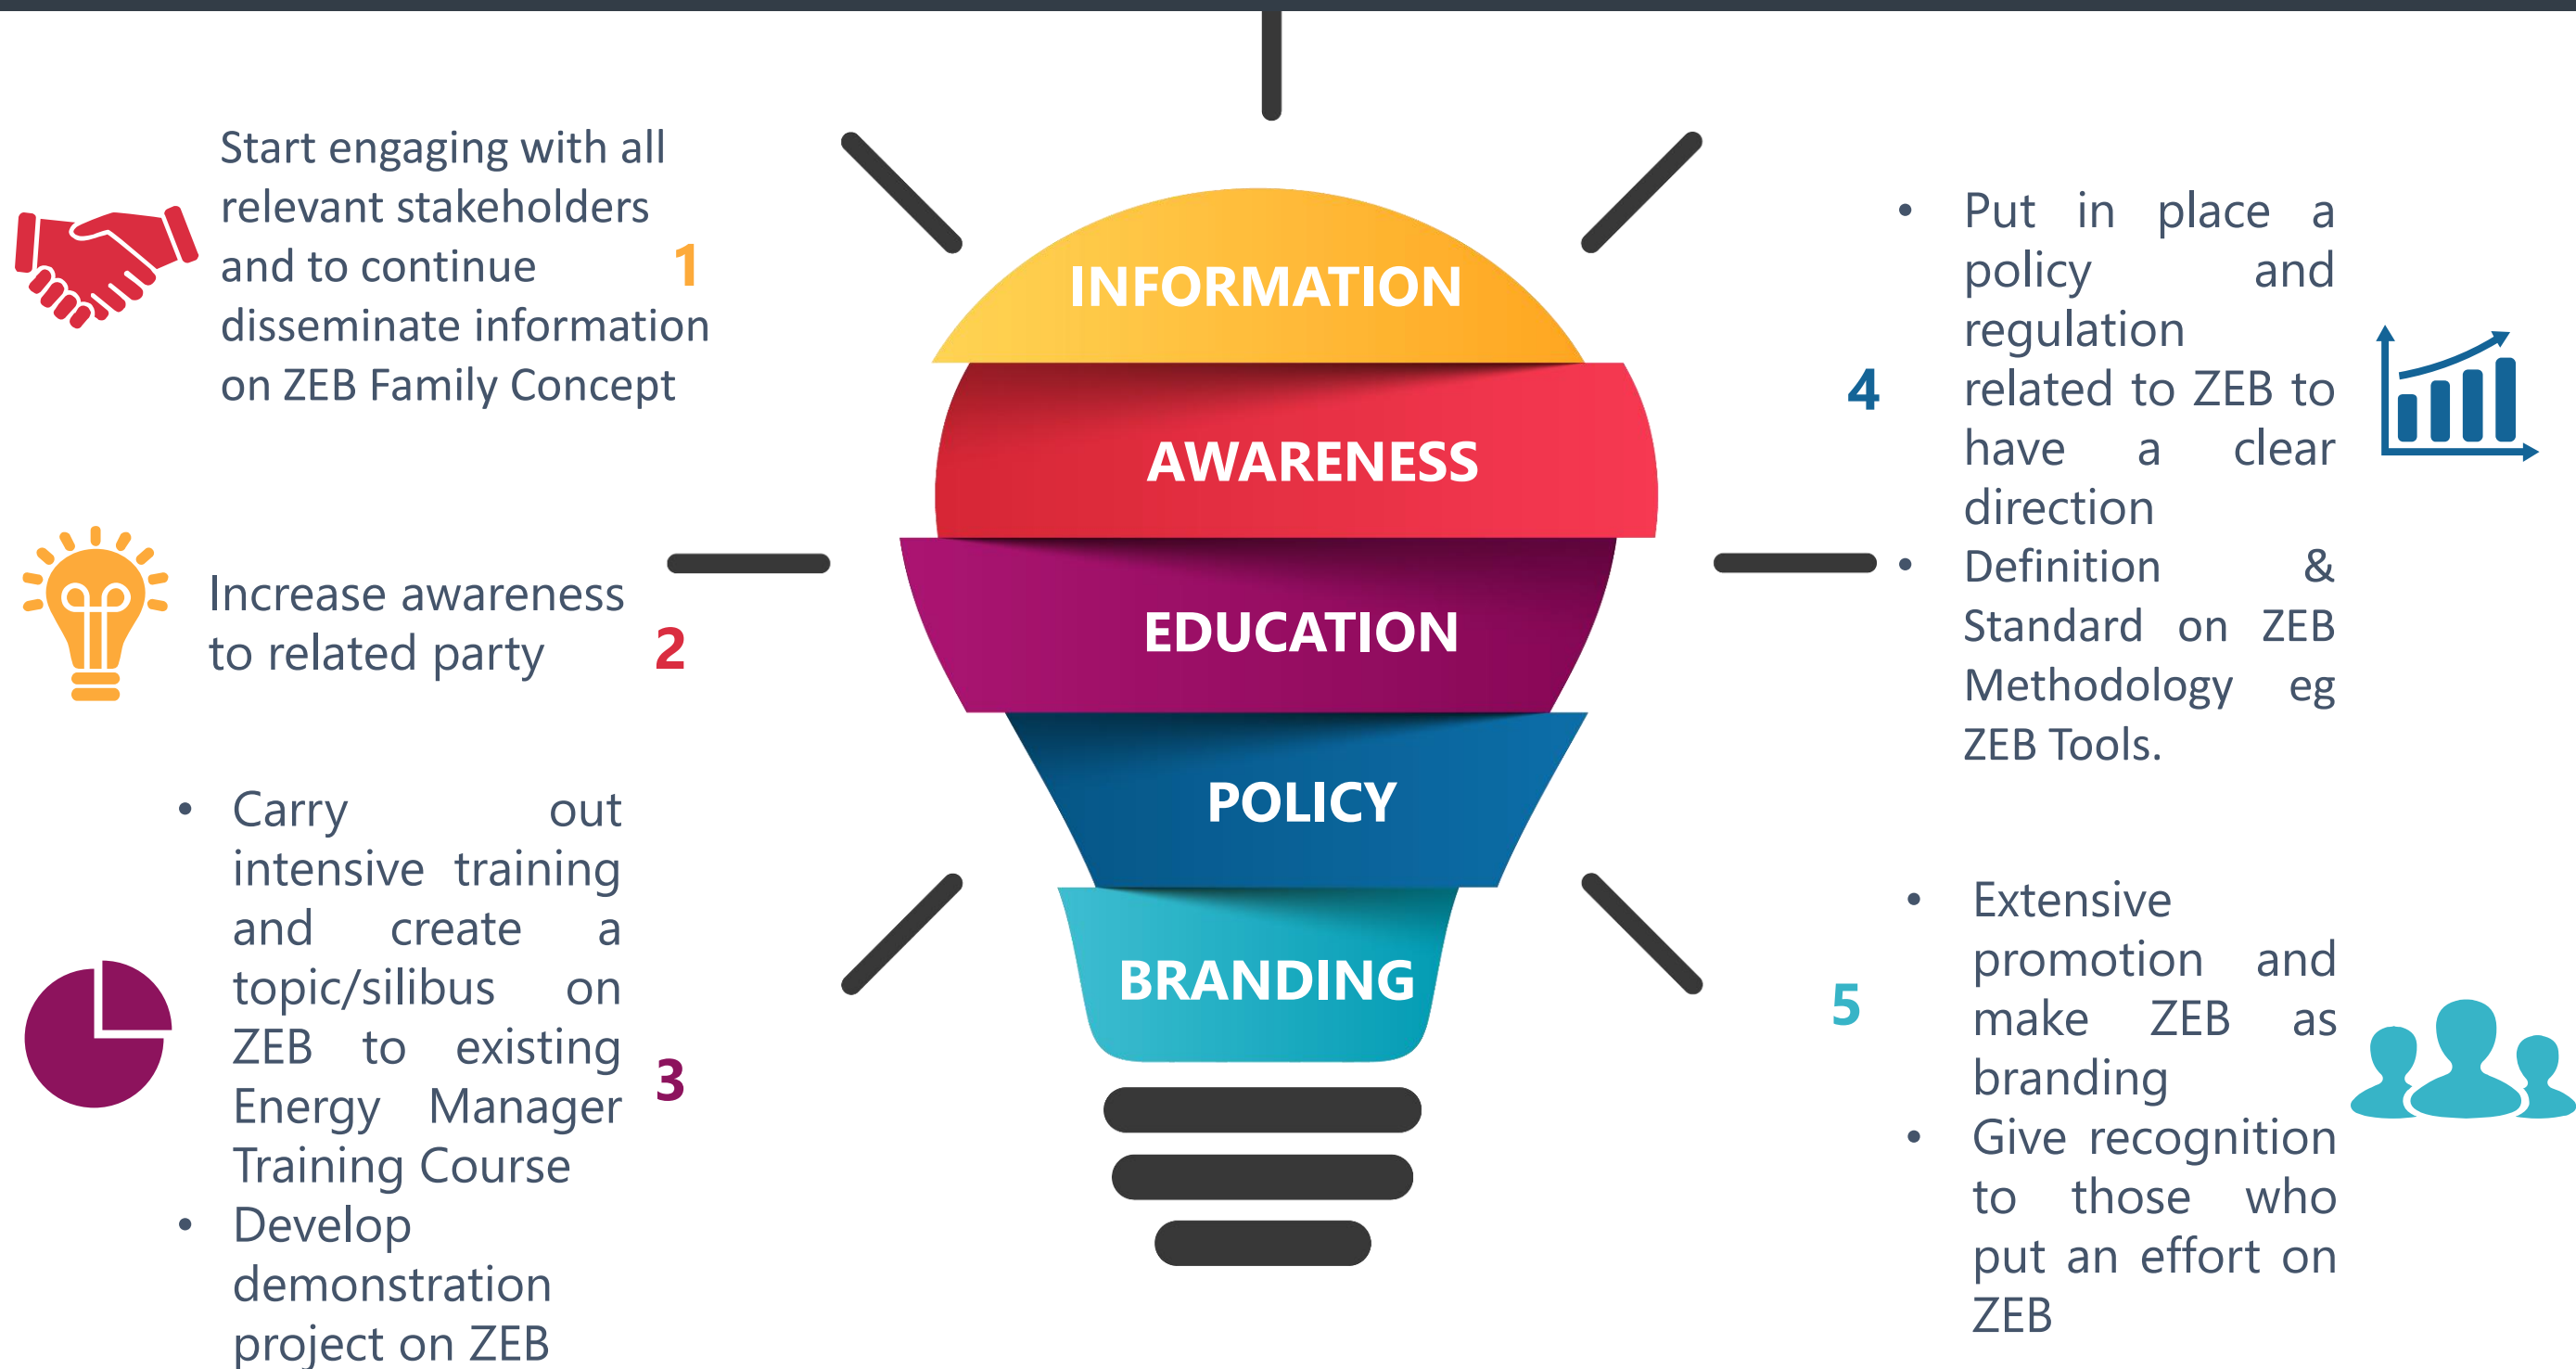 Start engaging with all
relevant stakeholders
and to continue
disseminate information
on ZEB Family Concept
1
Increase awareness
to related party
2
• Carry out
intensive training
and create a
topic/silibus on
ZEB to existing
Energy Manager
Training Course
• Develop
demonstration
project on ZEB
3
INFORMATION
AWARENESS
EDUCATION
POLICY
BRANDING
4
• Put in place a
policy and
regulation
related to ZEB to
have a clear
direction
• Definition &
Standard on ZEB
Methodology eg
ZEB Tools.
5
• Extensive
promotion and
make ZEB as
branding
• Give recognition
to those who
put an effort on
ZEB